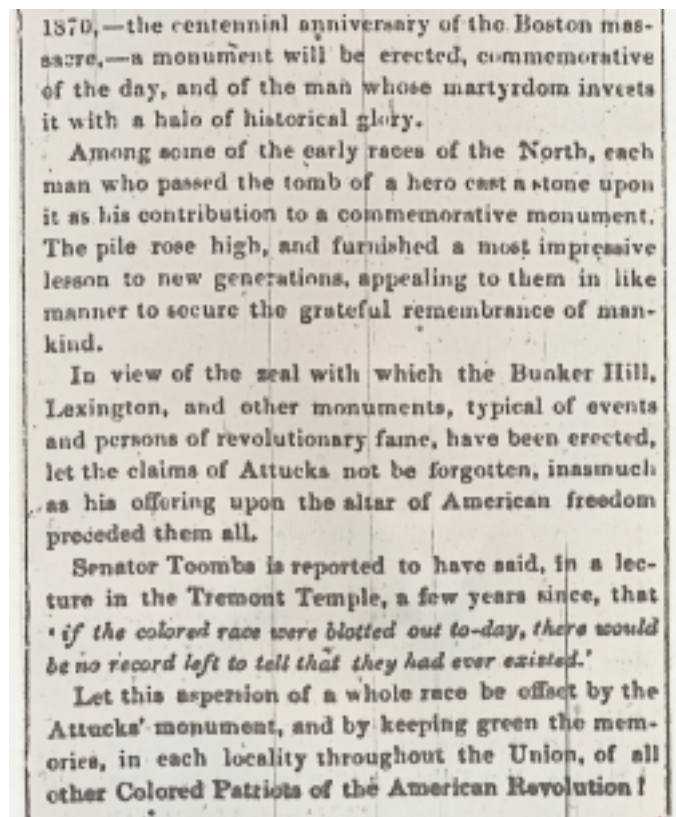 1870,—the centennial anniversary of the Boston mas-
sacre,—a monument will be erected, commemorative
of the day, and of the man whose martyrdom invests
it with a halo of historical glory.
Among some of the early races of the North, each
man who passed the tomb of a hero cast a stone upon
it as his contribution to a commemorative monument.
The pile rose high, and furnished a most impressive
lesson to new generations, appealing to them in like
manner to secure the grateful remembrance of man-
kind.
In view of the zeal with which the Bunker Hill,
Lexington, and other monuments, typical of events
and persons of revolutionary fame, have been erected,
let the claims of Attucks not be forgotten, inasmuch
as his offering upon the altar of American freedom
preceded them all.
Senator Toombs is reported to have said, in a lec-
ture in the Tremont Temple, a few years since, that
‘if the colored race were blotted out to-day, there would
be no record left to tell that they had ever existed.’
Let this aspersion of a whole race be offset by the
Attucks’ monument, and by keeping green the mem-
ories, in each locality throughout the Union, of all
other Colored Patriots of the American Revolution!